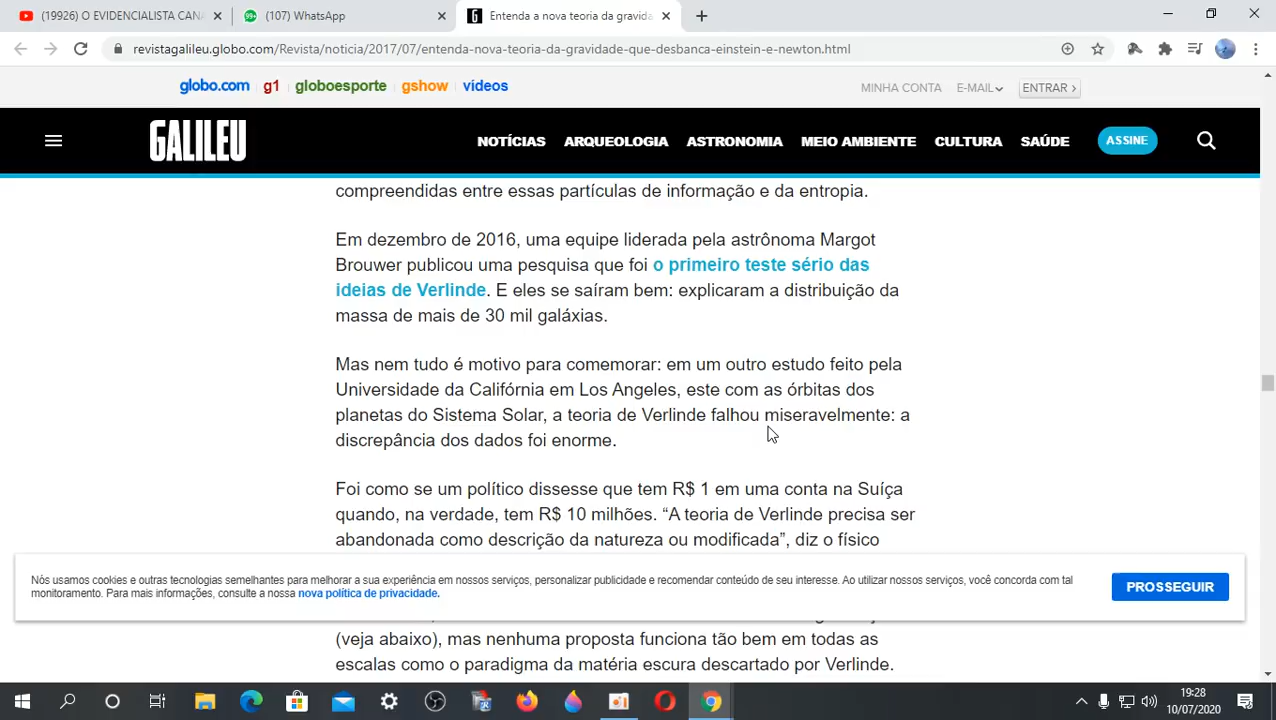 (19926) O EVIDENCIALISTA CANA
99+
(107) WhatsApp
Entenda a nova teoria da gravida
revistagalileu.globo.com/Revista/noticia/2017/07/entenda-nova-teoria-da-gravidade-que-desbanca-einstein-e-newton.html
globo.com g1 globoesporte gshow videos
MINHA CONTA E-MAIL ENTRAR >
GALILEU
NOTÍCIAS ARQUEOLOGIA ASTRONOMIA MEIO AMBIENTE CULTURA SAÚDE ASSINE
compreendidas entre essas partículas de informação e da entropia.
Em dezembro de 2016, uma equipe liderada pela astrônoma Margot
Brouwer publicou uma pesquisa que foi o primeiro teste sério das
ideias de Verlinde. E eles se saíram bem: explicaram a distribuição da
massa de mais de 30 mil galáxias.
Mas nem tudo é motivo para comemorar: em um outro estudo feito pela
Universidade da Califórnia em Los Angeles, este com as órbitas dos
planetas do Sistema Solar, a teoria de Verlinde falhou miseravelmente: a
discrepância dos dados foi enorme.
Foi como se um político dissesse que tem R$ 1 em uma conta na Suíça
quando, na verdade, tem R$ 10 milhões. “A teoria de Verlinde precisa ser
abandonada como descrição da natureza ou modificada”, diz o físico
Nós usamos cookies e outras tecnologias semelhantes para melhorar a sua experiência em nossos serviços, personalizar publicidade e recomendar conteúdo de seu interesse. Ao utilizar nossos serviços, você concorda com tal
monitoramento. Para mais informações, consulte a nossa nova política de privacidade.
PROSSEGUIR
(veja abaixo), mas nenhuma proposta funciona tão bem em todas as
escalas como o paradigma da matéria escura descartado por Verlinde.
19:28
10/07/2020